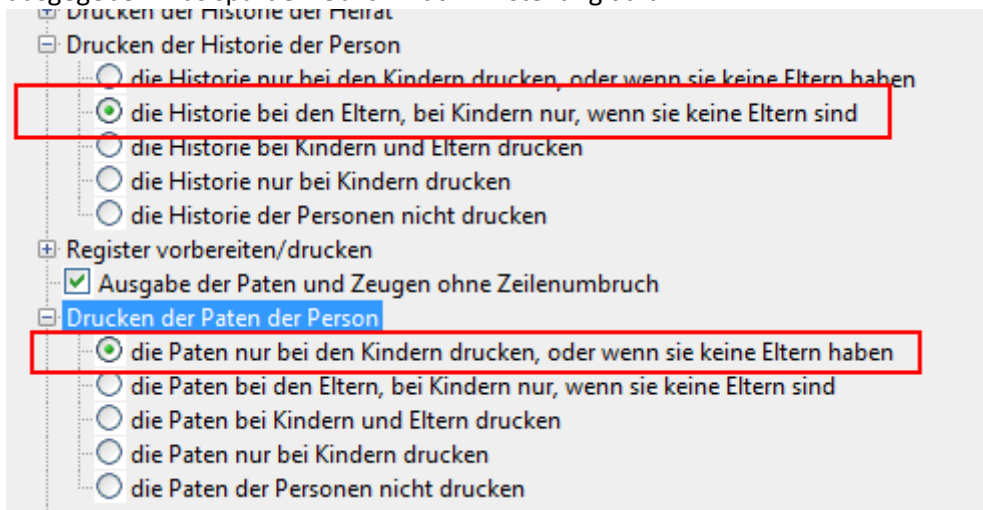 Drucken der Historie der Heirat
Drucken der Historie der Person
die Historie nur bei den Kindern drucken, oder wenn sie keine Eltern haben
die Historie bei den Eltern, bei Kindern nur, wenn sie keine Eltern sind
die Historie bei Kindern und Eltern drucken
die Historie nur bei Kindern drucken
die Historie der Personen nicht drucken
Register vorbereiten/drucken
Ausgabe der Paten und Zeugen ohne Zeilenumbruch
Drucken der Paten der Person
die Paten nur bei den Kindern drucken, oder wenn sie keine Eltern haben
die Paten bei den Eltern, bei Kindern nur, wenn sie keine Eltern sind
die Paten bei Kindern und Eltern drucken
die Paten nur bei Kindern drucken
die Paten der Personen nicht drucken